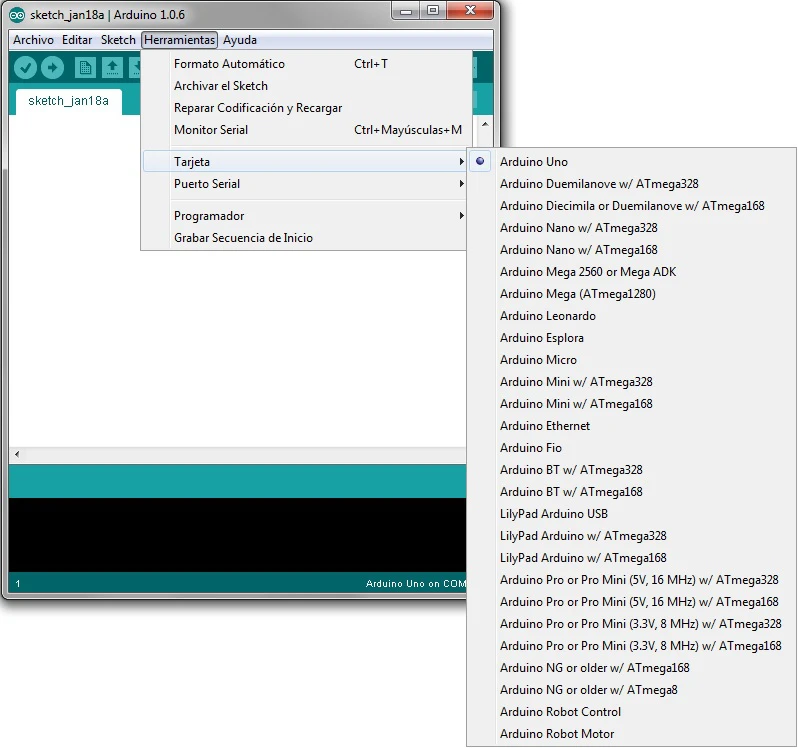 sketch_jan18a | Arduino 1.0.6
Archivo Editar Sketch Herramientas Ayuda
sketch_jan18a
Formato Automático Ctrl+T
Archivar el Sketch
Reparar Codificación y Recargar
Monitor Serial Ctrl+Mayúsculas+M
Tarjeta
Puerto Serial
Programador
Grabar Secuencia de Inicio
Arduino Uno
Arduino Duemilanove w/ ATmega328
Arduino Diecimila or Duemilanove w/ ATmega168
Arduino Nano w/ ATmega328
Arduino Nano w/ ATmega168
Arduino Mega 2560 or Mega ADK
Arduino Mega (ATmega1280)
Arduino Leonardo
Arduino Esplora
Arduino Micro
Arduino Mini w/ ATmega328
Arduino Mini w/ ATmega168
Arduino Ethernet
Arduino Fio
Arduino BT w/ ATmega328
Arduino BT w/ ATmega168
LilyPad Arduino USB
LilyPad Arduino w/ ATmega328
LilyPad Arduino w/ ATmega168
Arduino Pro or Pro Mini (5V, 16 MHz) w/ ATmega328
Arduino Pro or Pro Mini (5V, 16 MHz) w/ ATmega168
Arduino Pro or Pro Mini (3.3V, 8 MHz) w/ ATmega328
Arduino Pro or Pro Mini (3.3V, 8 MHz) w/ ATmega168
Arduino NG or older w/ ATmega168
Arduino NG or older w/ ATmega8
Arduino Robot Control
Arduino Robot Motor
1 Arduino Uno on COM